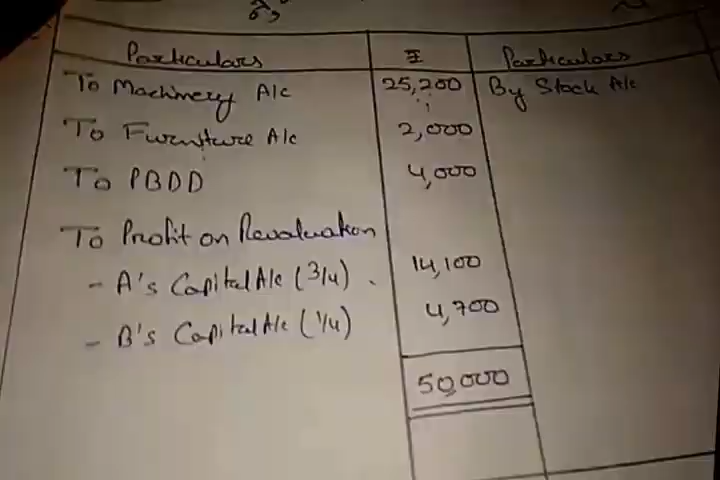 है,
Particulars ₹ Particulars
To Machinery A/c 25,200 By Stock A/c
To Furniture A/c 2,000
To PBDD 4,000
To Profit on Revaluation
- A's Capital A/c (3/4) 14,100
- B's Capital A/c (1/4) 4,700
50,000